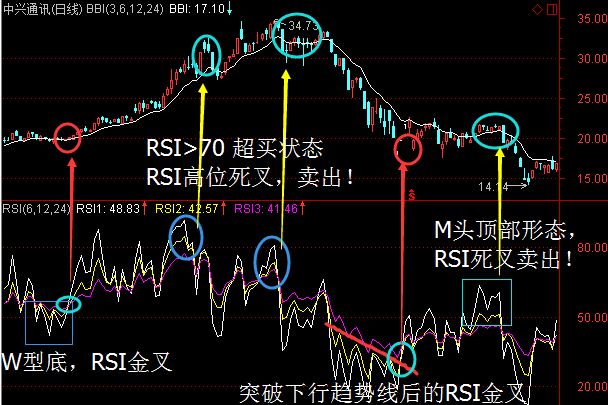 中兴通讯(日线) BBI(3,6,12,24) BBI: 17.10↓
35.00
34.73
30.00
25.00
RSI>70 超买状态
RSI高位死叉，卖出！
20.00
15.00
14.14
RSI(6,12,24) RSI1: 48.83↑ RSI2: 42.57↑ RSI3: 41.46↑
M头顶部形态，
RSI死叉卖出！
80.00
50.00
W型底，RSI金叉
突破下行趋势线后的RSI金叉
20.00